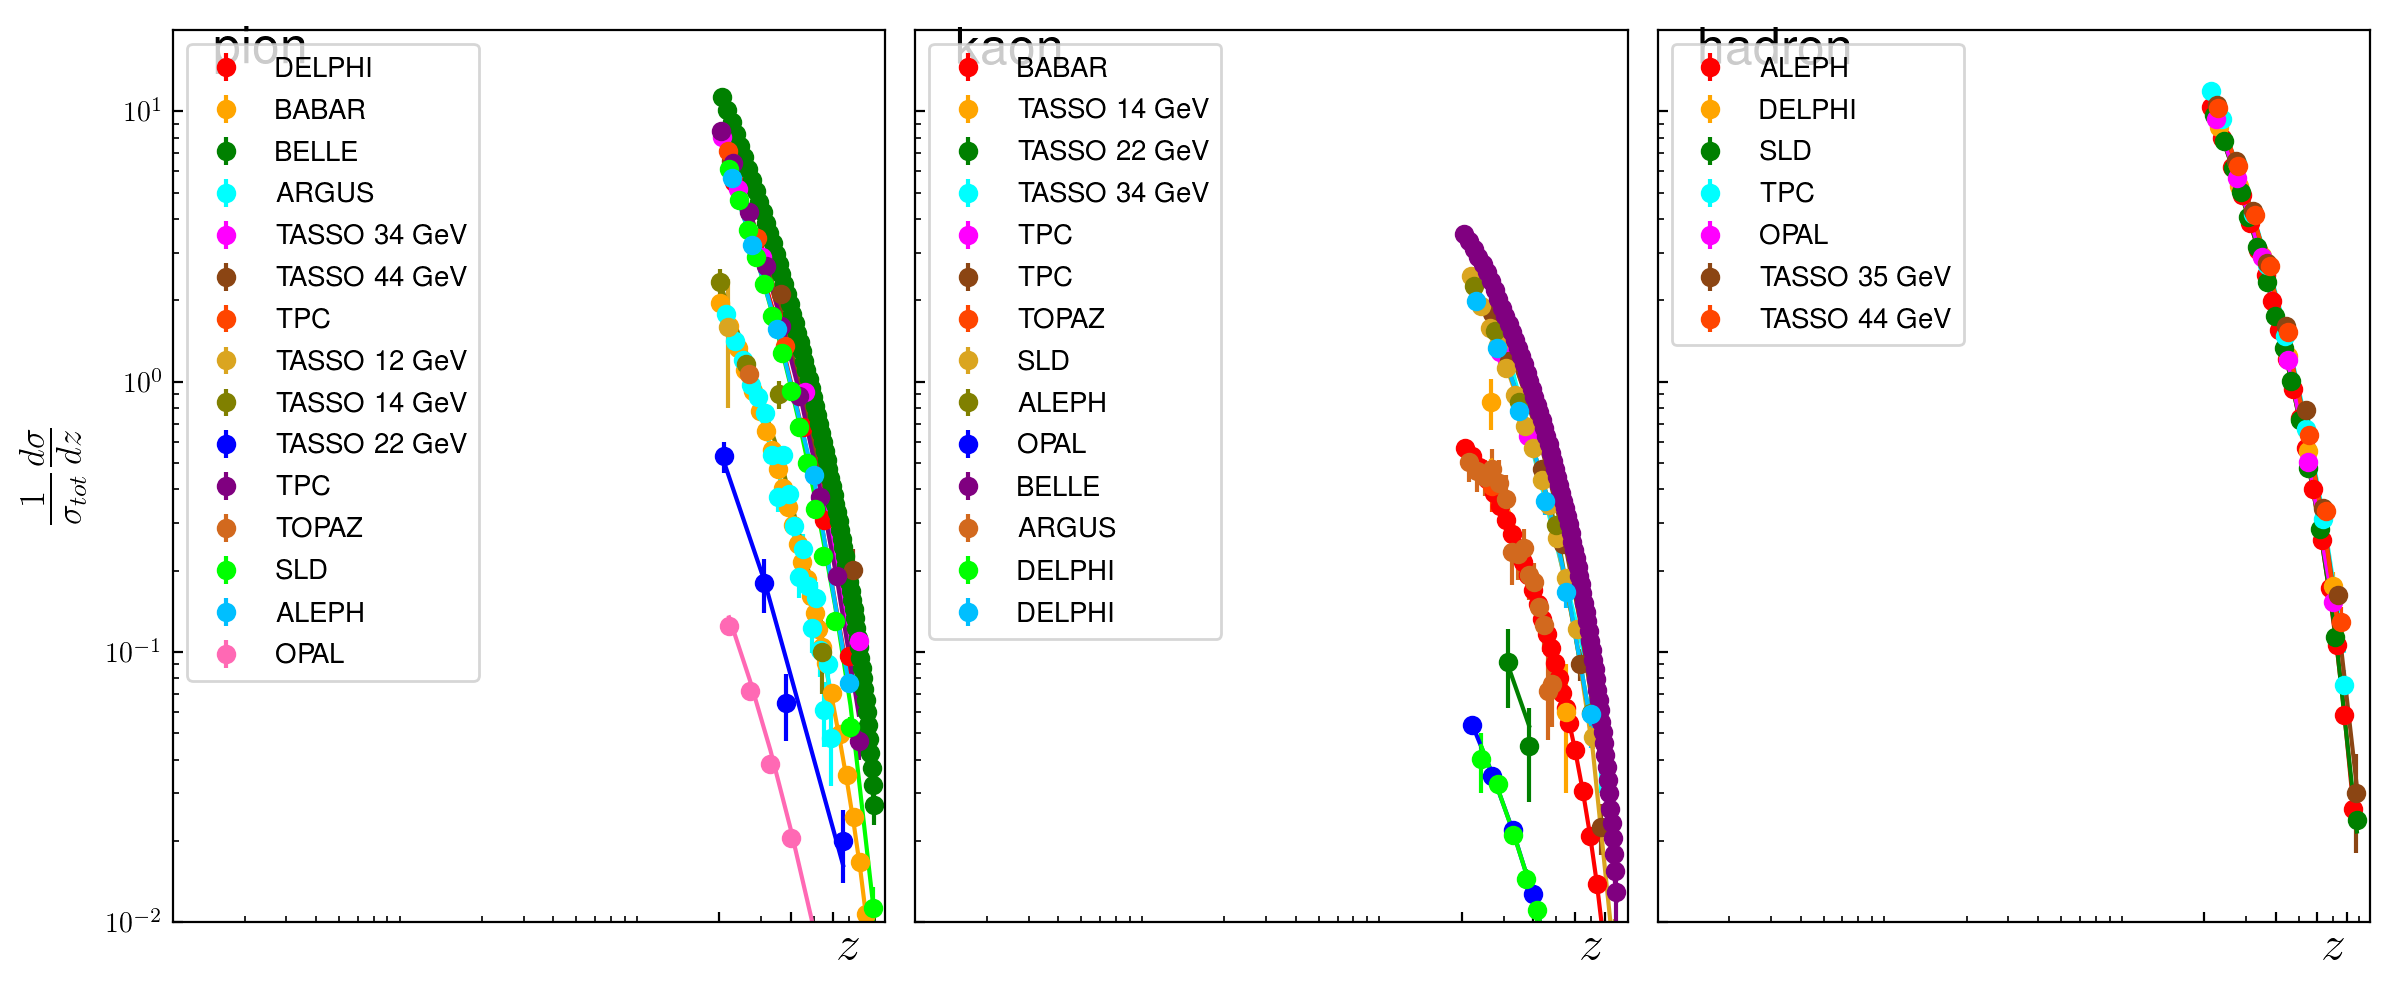 pion
DELPHI
BABAR
BELLE
ARGUS
TASSO 34 GeV
TASSO 44 GeV
TPC
TASSO 12 GeV
TASSO 14 GeV
TASSO 22 GeV
TPC
TOPAZ
SLD
ALEPH
OPAL
10^1
10^0
10^-1
10^-2
1/σ_tot dσ/dz
z
kaon
BABAR
TASSO 14 GeV
TASSO 22 GeV
TASSO 34 GeV
TPC
TPC
TOPAZ
SLD
ALEPH
OPAL
BELLE
ARGUS
DELPHI
DELPHI
z
hadron
ALEPH
DELPHI
SLD
TPC
OPAL
TASSO 35 GeV
TASSO 44 GeV
z